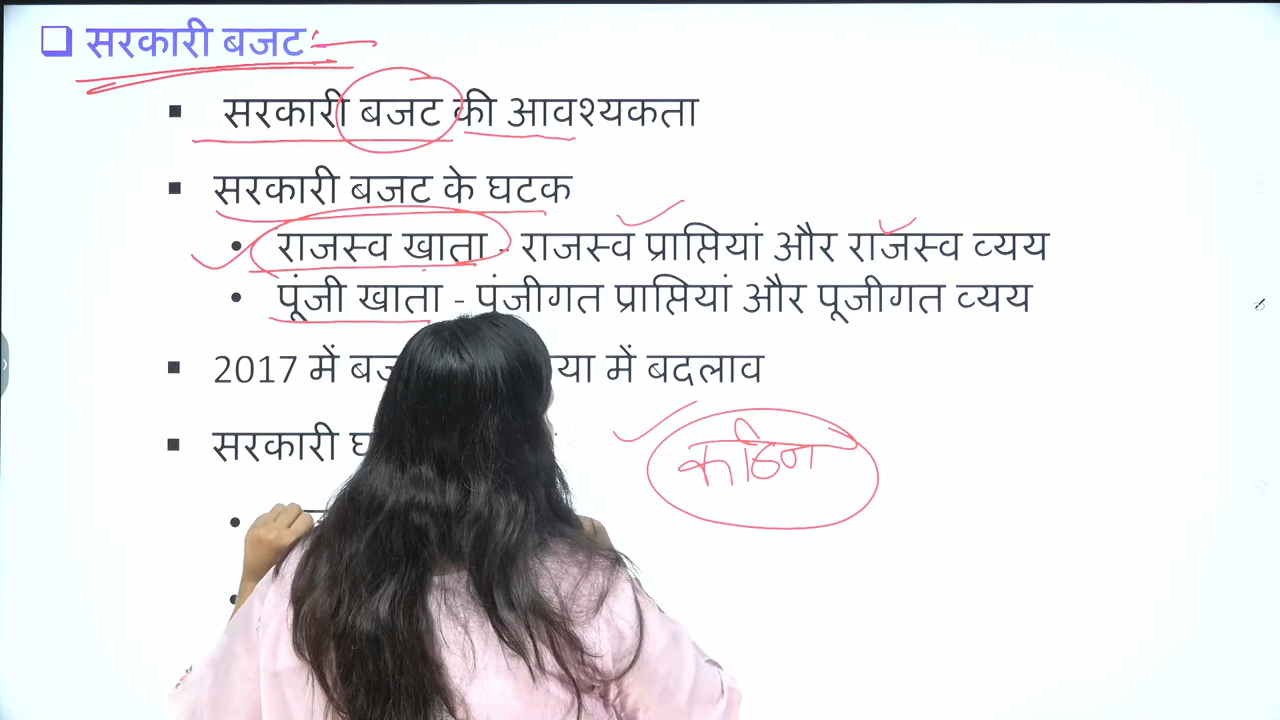 सरकारी बजट :-
सरकारी बजट की आवश्यकता
सरकारी बजट के घटक
राजस्व खाता - राजस्व प्राप्तियां और राजस्व व्यय
पूंजी खाता - पूंजीगत प्राप्तियां और पूजीगत व्यय
2017 में में बदलाव
सरकारी
कठिन